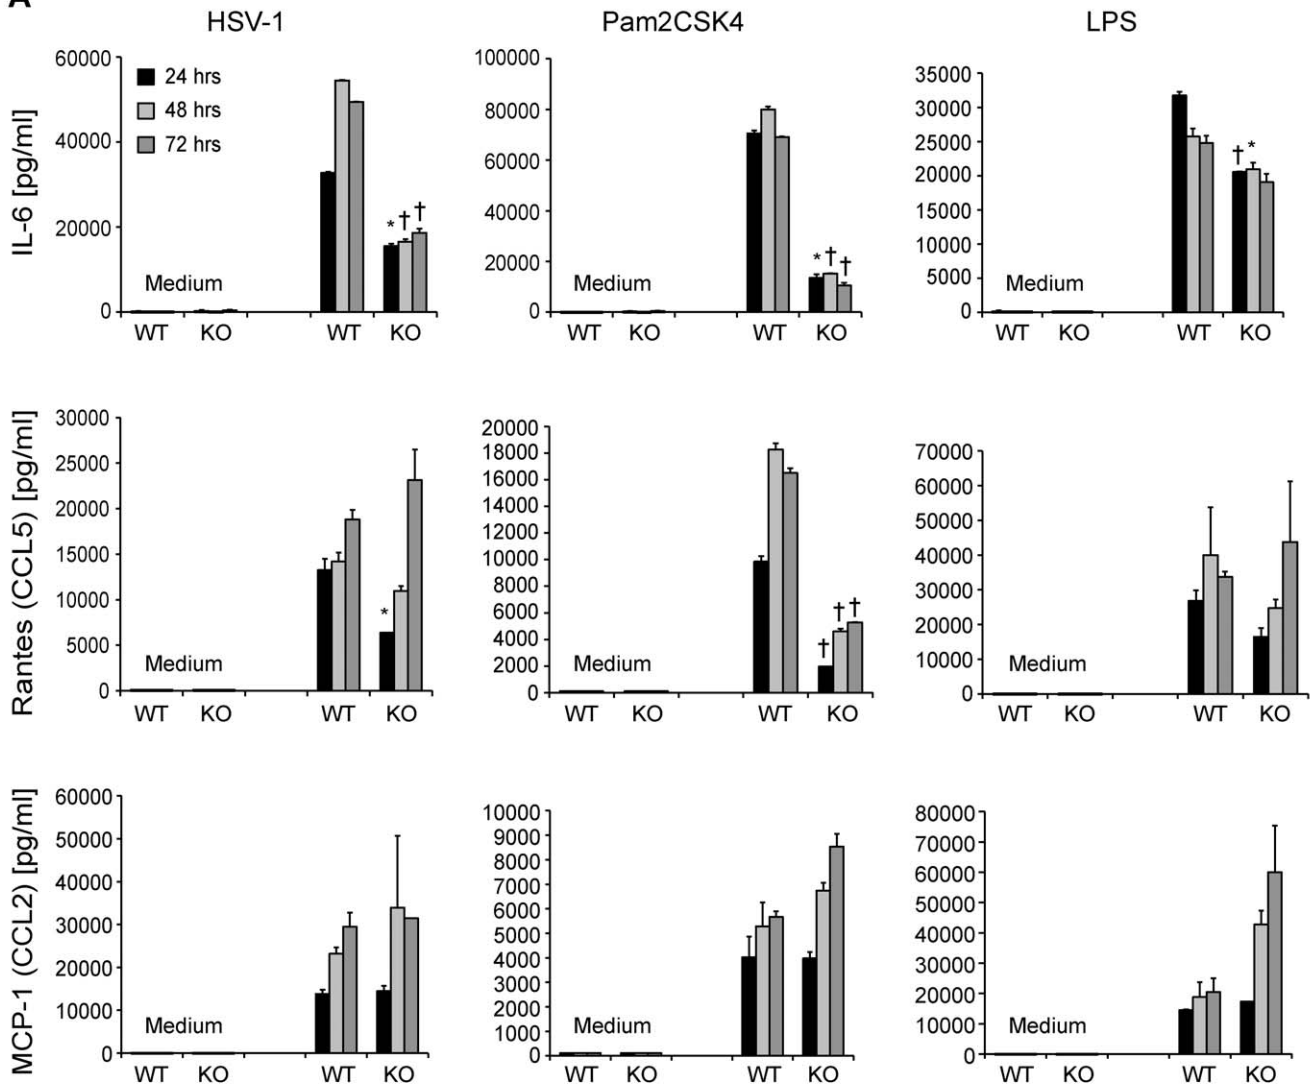 A
HSV-1
Pam2CSK4
LPS
IL-6 [pg/ml]
60000
40000
20000
0
24 hrs
48 hrs
72 hrs
* † †
Medium
WT KO WT KO
100000
80000
60000
40000
20000
0
* † †
Medium
WT KO WT KO
35000
30000
25000
20000
15000
10000
5000
0
† *
Medium
WT KO WT KO
Rantes (CCL5) [pg/ml]
30000
25000
20000
15000
10000
5000
0
*
Medium
WT KO WT KO
20000
18000
16000
14000
12000
10000
8000
6000
4000
2000
0
† † †
Medium
WT KO WT KO
70000
60000
50000
40000
30000
20000
10000
0
Medium
WT KO WT KO
MCP-1 (CCL2) [pg/ml]
60000
50000
40000
30000
20000
10000
0
Medium
WT KO WT KO
10000
9000
8000
7000
6000
5000
4000
3000
2000
1000
0
Medium
WT KO WT KO
80000
70000
60000
50000
40000
30000
20000
10000
0
Medium
WT KO WT KO